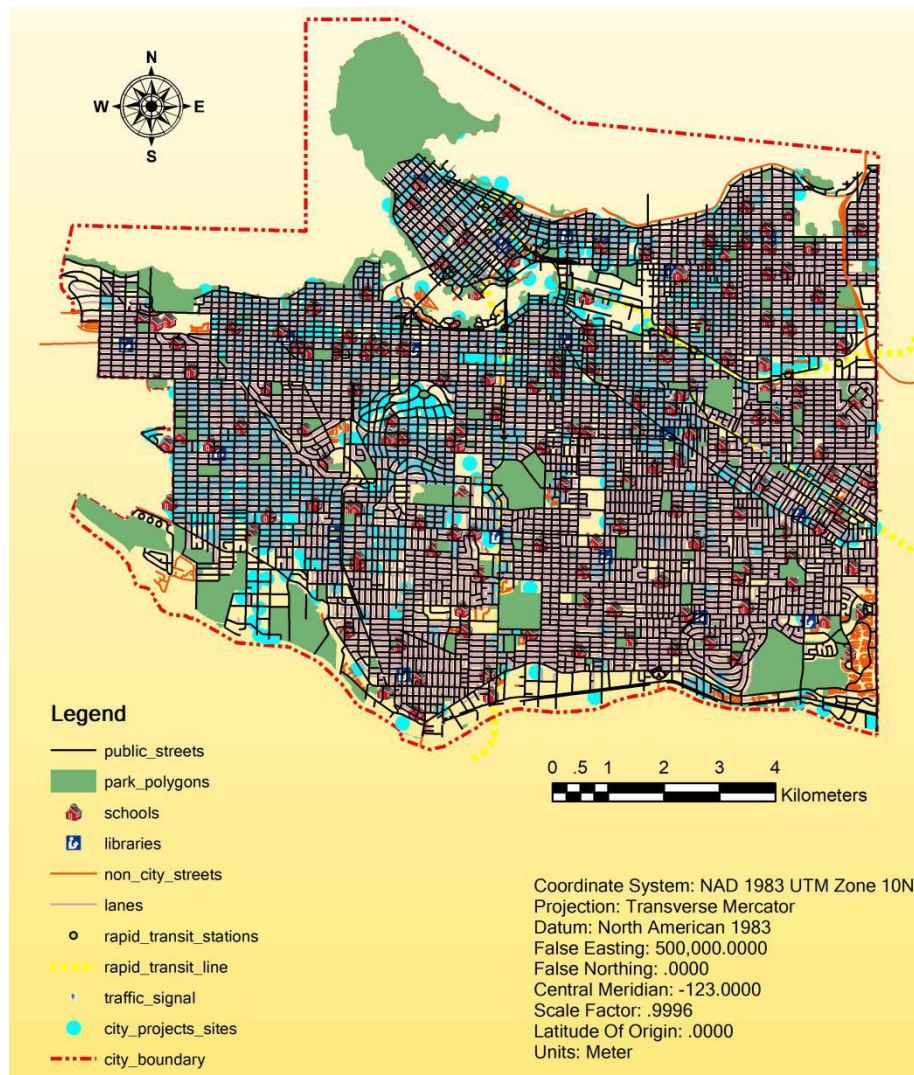 N
W E
S
Legend
public_streets
park_polygons
schools
libraries
non_city_streets
lanes
rapid_transit_stations
rapid_transit_line
traffic_signal
city_projects_sites
city_boundary
0 .5 1 2 3 4
Kilometers
Coordinate System: NAD 1983 UTM Zone 10N
Projection: Transverse Mercator
Datum: North American 1983
False Easting: 500,000.0000
False Northing: .0000
Central Meridian: -123.0000
Scale Factor: .9996
Latitude Of Origin: .0000
Units: Meter